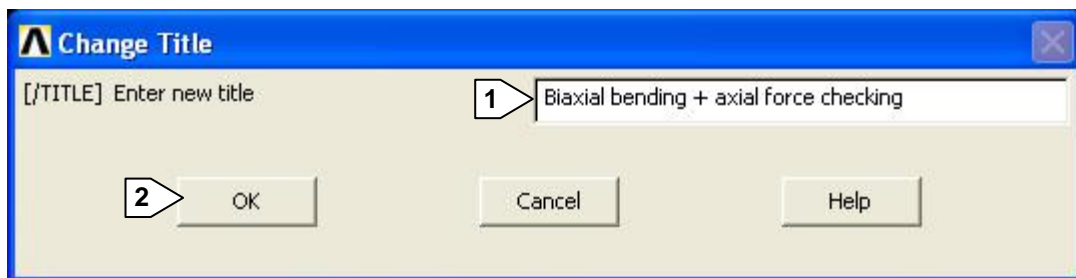 Change Title
[/TITLE] Enter new title
1
Biaxial bending + axial force checking
2
OK
Cancel
Help